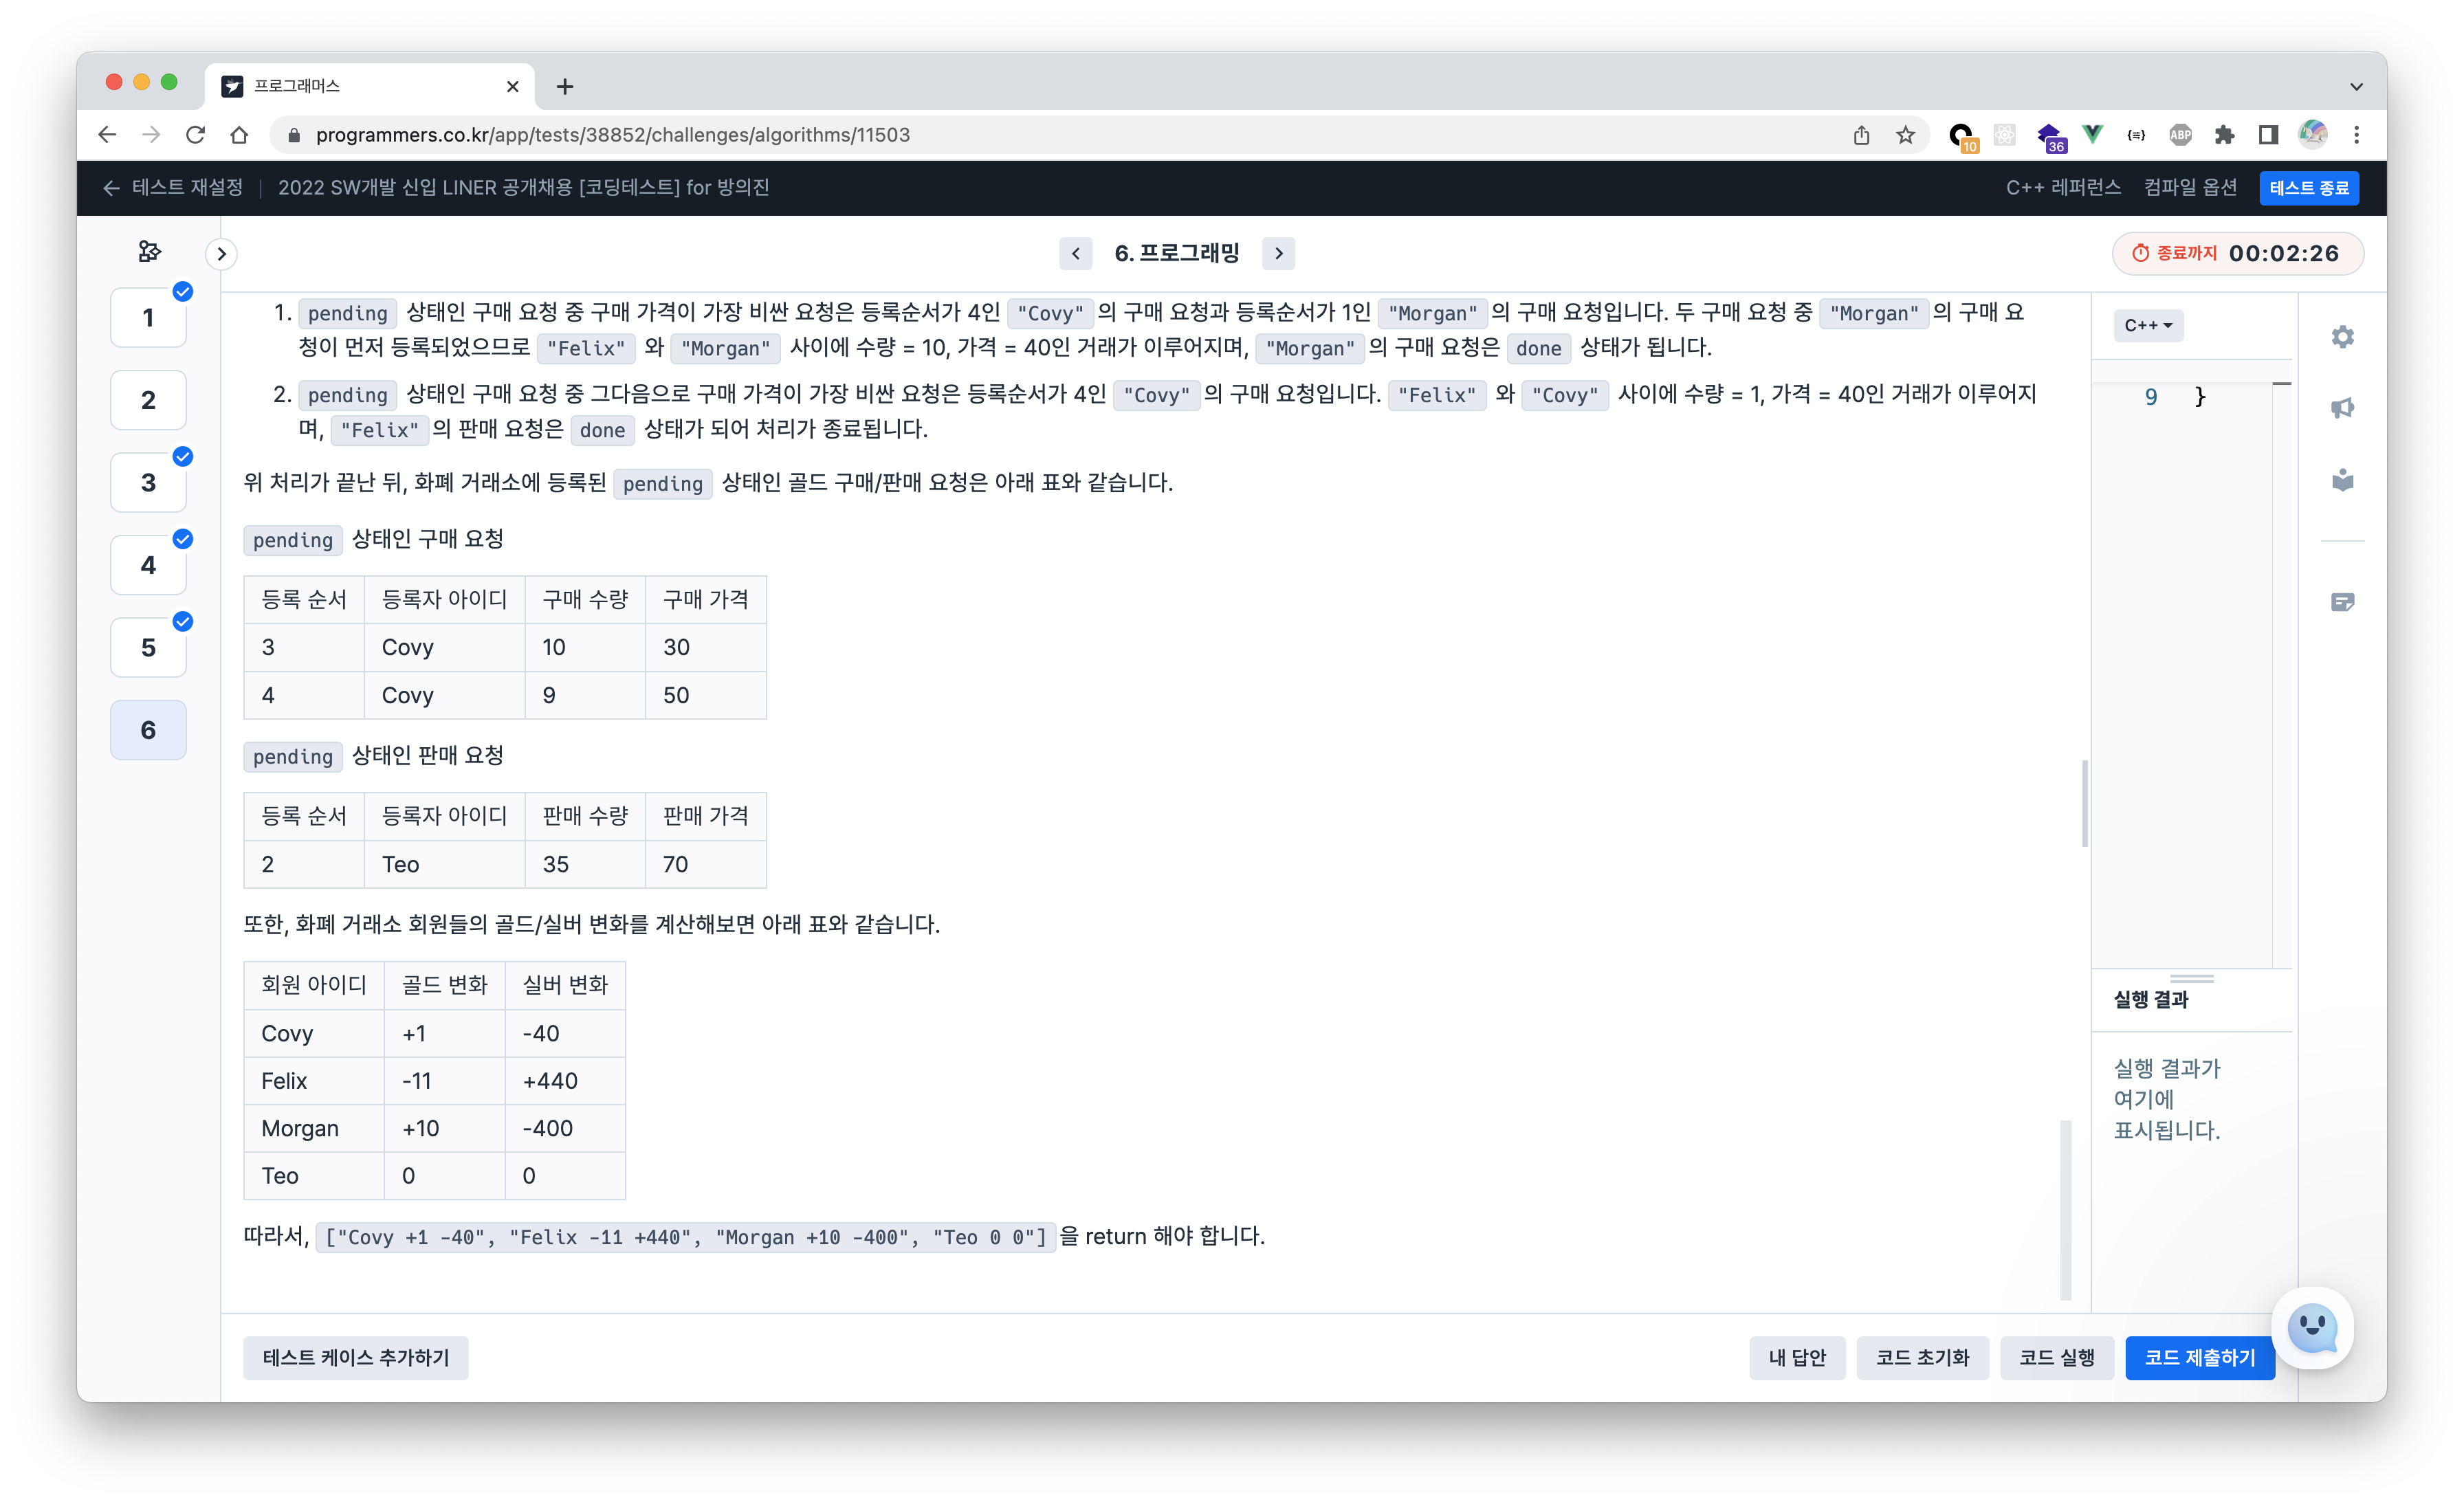 프로그래머스
programmers.co.kr/app/tests/38852/challenges/algorithms/11503
10
36
ABP
테스트 재설정 | 2022 SW개발 신입 LINER 공개채용 [코딩테스트] for 방의진
C++ 레퍼런스 컴파일 옵션 테스트 종료
6. 프로그래밍
종료까지 00:02:26
1
2
3
4
5
6
1. pending 상태인 구매 요청 중 구매 가격이 가장 비싼 요청은 등록순서가 4인 "Covy" 의 구매 요청과 등록순서가 1인 "Morgan" 의 구매 요청입니다. 두 구매 요청 중 "Morgan" 의 구매 요
청이 먼저 등록되었으므로 "Felix" 와 "Morgan" 사이에 수량 = 10, 가격 = 40인 거래가 이루어지며, "Morgan" 의 구매 요청은 done 상태가 됩니다.
2. pending 상태인 구매 요청 중 그다음으로 구매 가격이 가장 비싼 요청은 등록순서가 4인 "Covy" 의 구매 요청입니다. "Felix" 와 "Covy" 사이에 수량 = 1, 가격 = 40인 거래가 이루어지
며, "Felix" 의 판매 요청은 done 상태가 되어 처리가 종료됩니다.
위 처리가 끝난 뒤, 화폐 거래소에 등록된 pending 상태인 골드 구매/판매 요청은 아래 표와 같습니다.
pending 상태인 구매 요청
등록 순서 등록자 아이디 구매 수량 구매 가격
3 Covy 10 30
4 Covy 9 50
pending 상태인 판매 요청
등록 순서 등록자 아이디 판매 수량 판매 가격
2 Teo 35 70
또한, 화폐 거래소 회원들의 골드/실버 변화를 계산해보면 아래 표와 같습니다.
회원 아이디 골드 변화 실버 변화
Covy +1 -40
Felix -11 +440
Morgan +10 -400
Teo 0 0
따라서, ["Covy +1 -40", "Felix -11 +440", "Morgan +10 -400", "Teo 0 0"] 을 return 해야 합니다.
C++
9 }
실행 결과
실행 결과가
여기에
표시됩니다.
테스트 케이스 추가하기
내 답안 코드 초기화 코드 실행 코드 제출하기